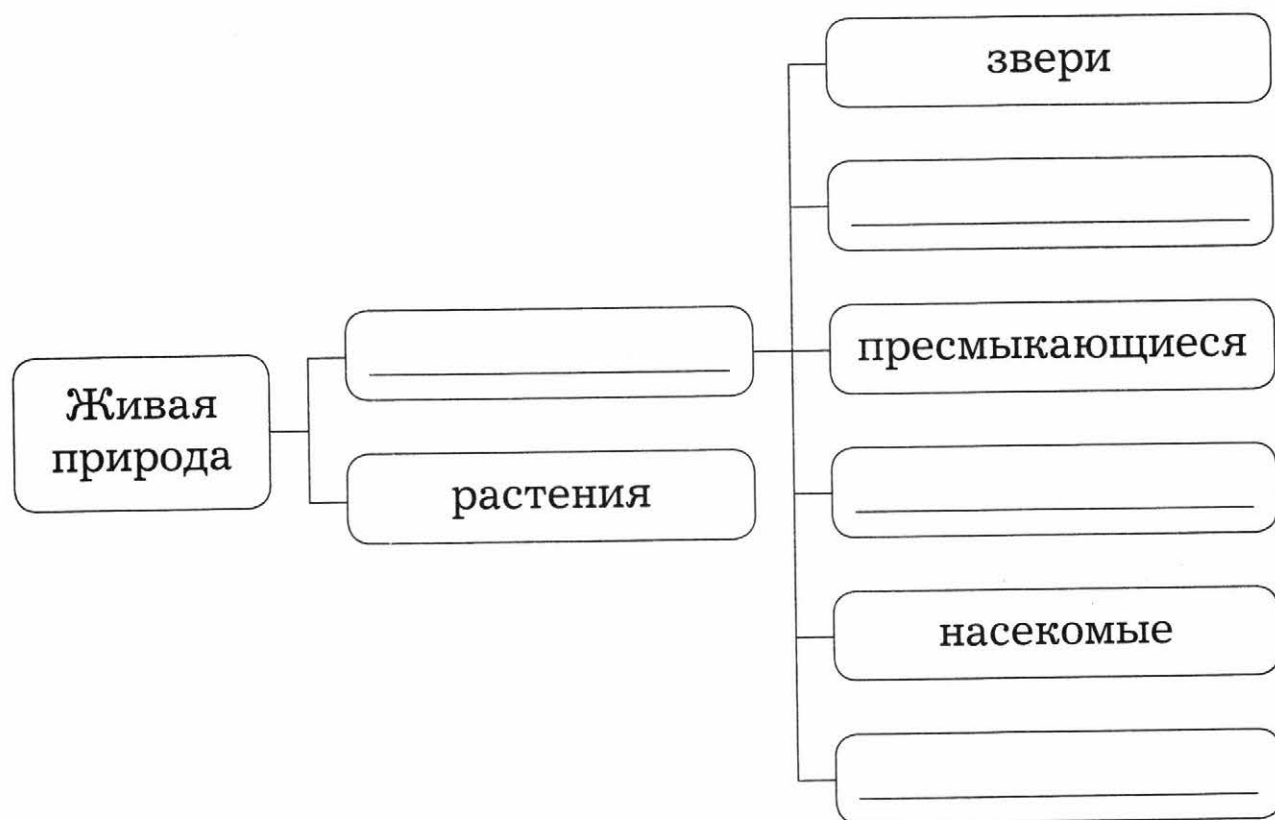 звери
пресмыкающиеся
Живая
природа
растения
насекомые